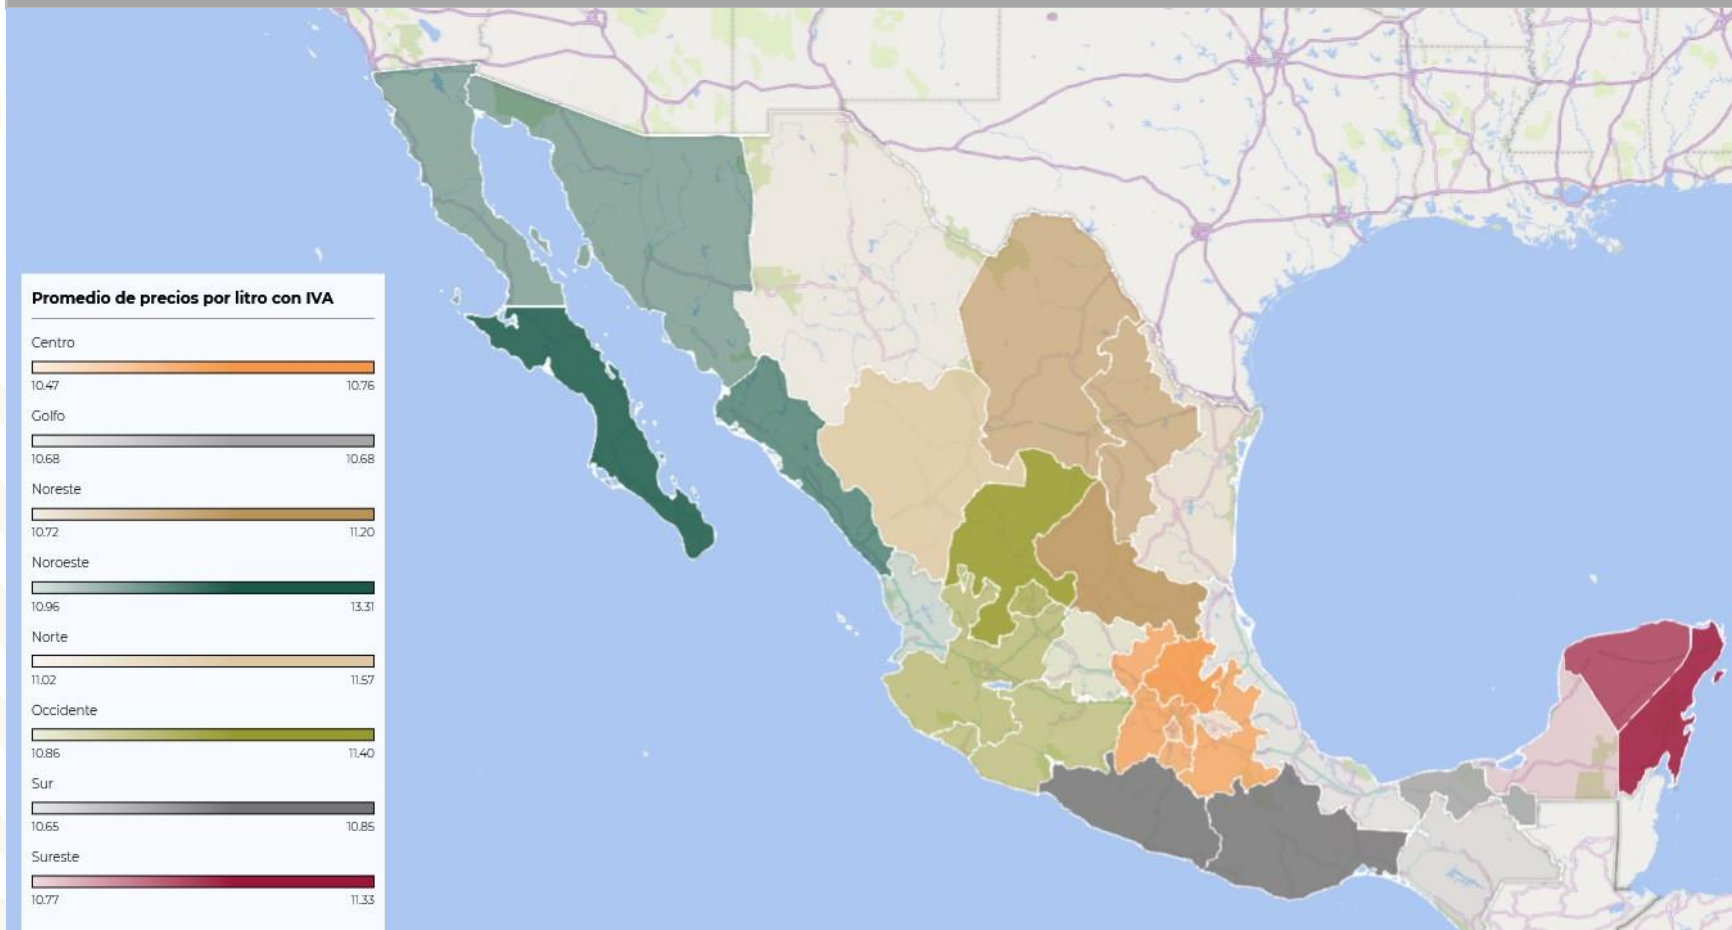 Promedio de precios por litro con IVA
Centro
10.47 10.76
Golfo
10.68 10.68
Noreste
10.72 11.20
Noroeste
10.96 13.31
Norte
11.02 11.57
Occidente
10.86 11.40
Sur
10.65 10.85
Sureste
10.77 11.33